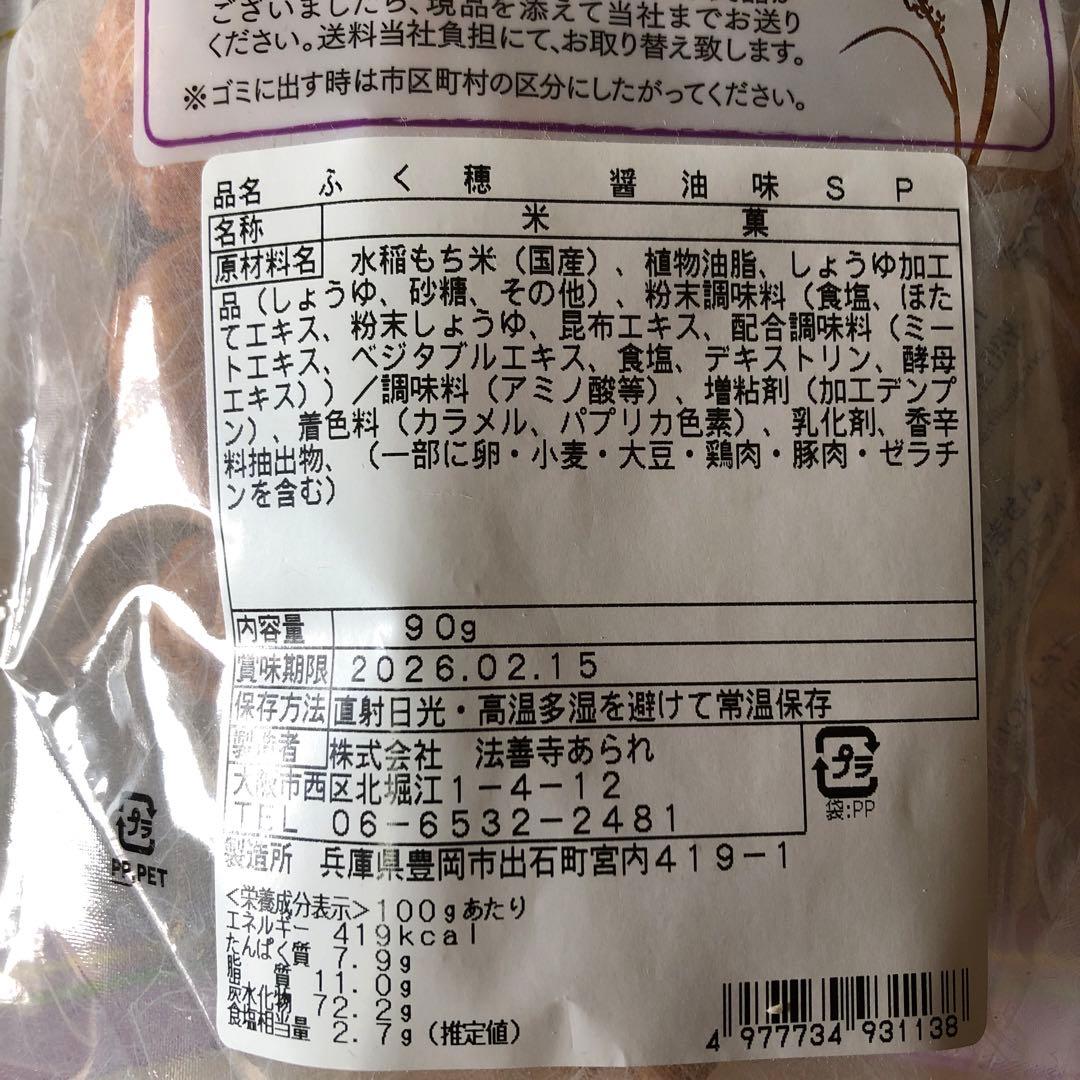 ございましたら、現品を添えて当社までお送り
ください。送料当社負担にて、お取り替え致します。
※ゴミに出す時は市区町村の区分にしたがってください。
品名 ふく穂 醤油味SP
名称 米菓
原材料名 水稲もち米（国産）、植物油脂、しょうゆ加工
品（しょうゆ、砂糖、その他）、粉末調味料（食塩、ほた
てエキス、粉末しょうゆ、昆布エキス、配合調味料（ミー
トエキス、ベジタブルエキス、食塩、デキストリン、酵母
エキス））／調味料（アミノ酸等）、増粘剤（加工デンプ
ン）、着色料（カラメル、パプリカ色素）、乳化剤、香辛
料抽出物、（一部に卵・小麦・大豆・鶏肉・豚肉・ゼラチ
ンを含む）
内容量 90g
賞味期限 2026.02.15
保存方法 直射日光・高温多湿を避けて常温保存
製造者 株式会社 法善寺あられ
大阪市西区北堀江1-4-12
TEL 06-6532-2481
プラ
袋:PP
製造所 兵庫県豊岡市出石町宮内419-1
プラ
PP,PET
<栄養成分表示>100gあたり
エネルギー 419kcal
たんぱく質 7.9g
脂質 11.0g
炭水化物 72.2g
食塩相当量 2.7g（推定値）
4 977734 931138